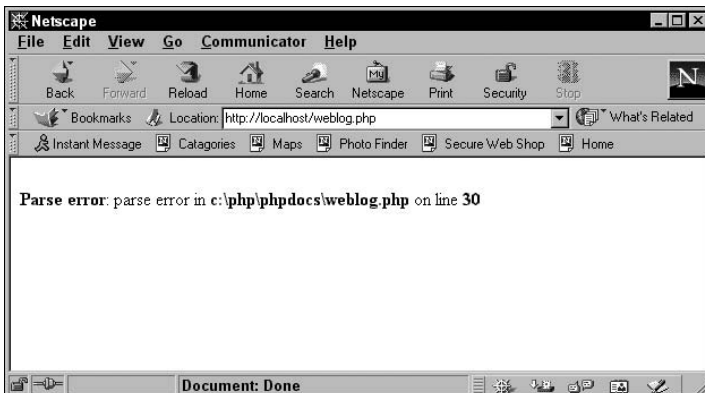 Netscape
File Edit View Go Communicator Help
Back Forward Reload Home Search Netscape Print Security Stop
My
N
Bookmarks Location: http://localhost/weblog.php What's Related
Instant Message Catagories Maps Photo Finder Secure Web Shop Home
Parse error: parse error in c:\php\phpdocs\weblog.php on line 30
Document: Done